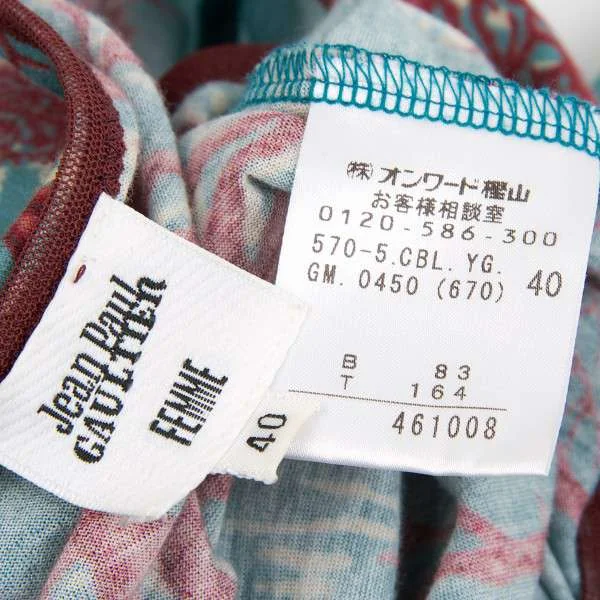 Jean Paul
GAULTIER
FEMME
40
㈱オンワード樫山
お客様相談室
0120-586-300
570-5.CBL.YG.
GM.0450 (670) 40
B 83
T 164
461008